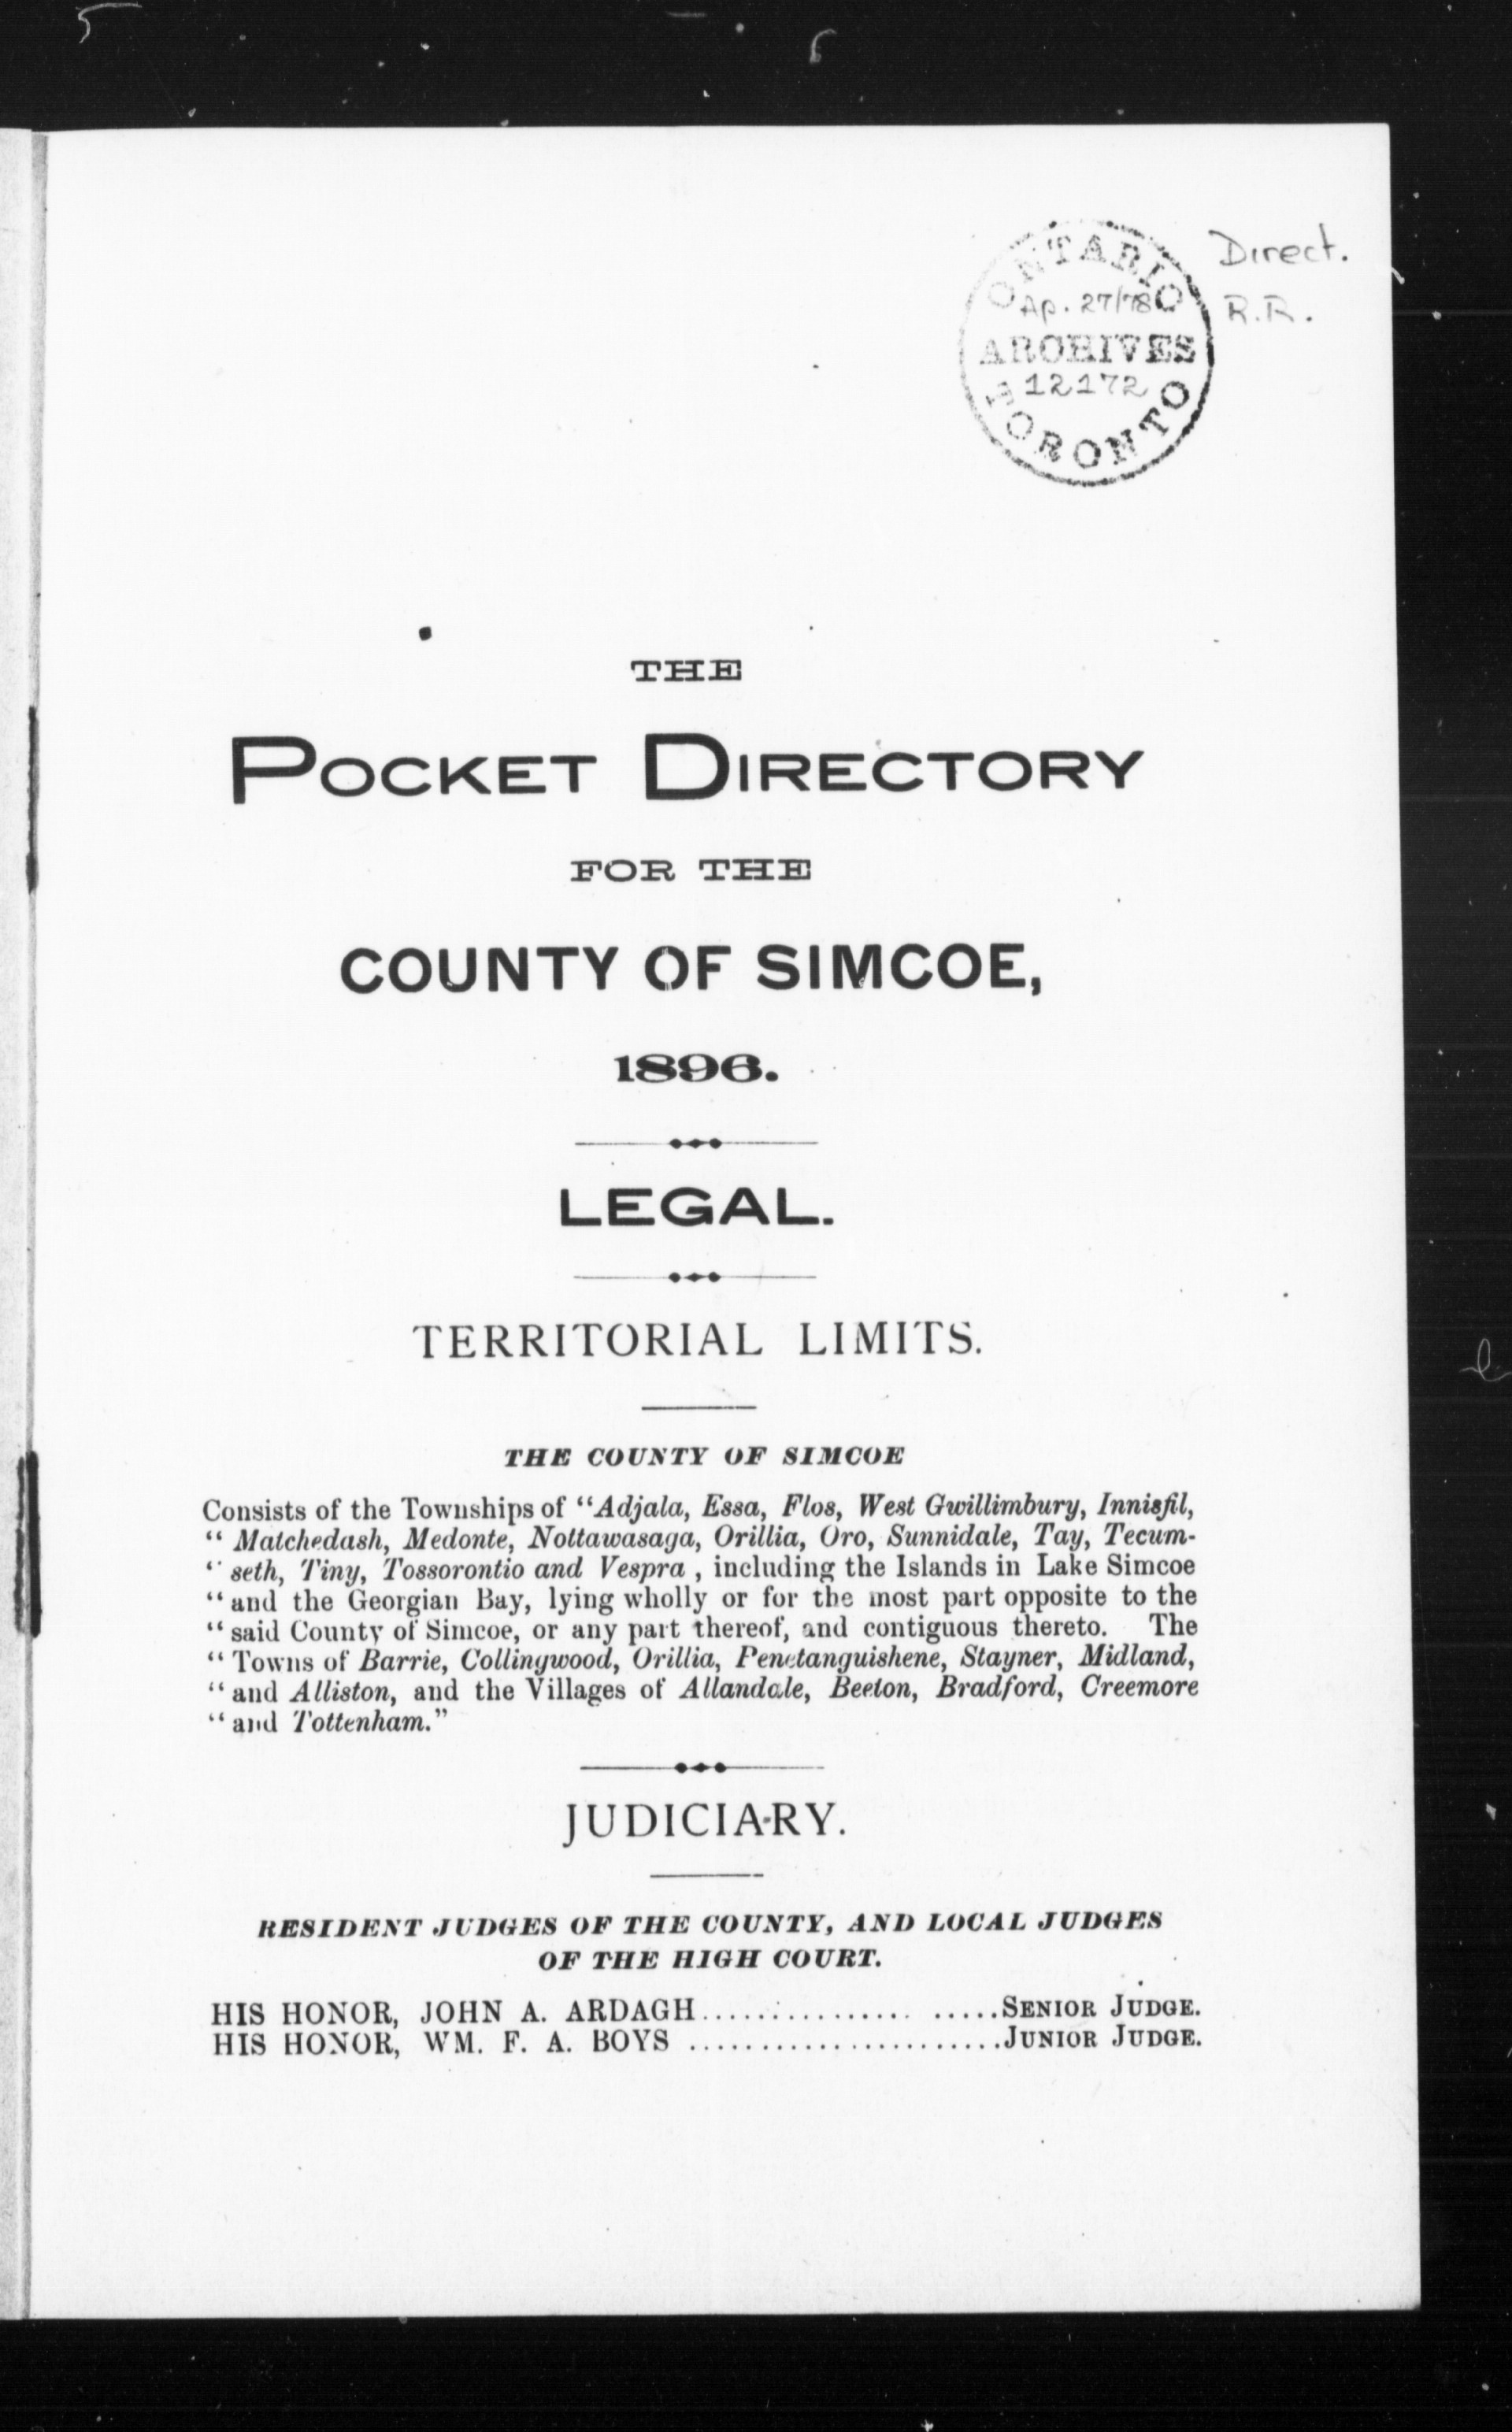 ONTARIO
Ap. 27/78
ARCHIVES
12172
TORONTO
Direct.
R.R.
THE
POCKET DIRECTORY
FOR THE
COUNTY OF SIMCOE,
1896.
LEGAL.
TERRITORIAL LIMITS.
THE COUNTY OF SIMCOE
Consists of the Townships of "Adjala, Essa, Flos, West Gwillimbury, Innisfil,
" Matchedash, Medonte, Nottawasaga, Orillia, Oro, Sunnidale, Tay, Tecum-
" seth, Tiny, Tossorontio and Vespra , including the Islands in Lake Simcoe
" and the Georgian Bay, lying wholly or for the most part opposite to the
" said County of Simcoe, or any part thereof, and contiguous thereto. The
" Towns of Barrie, Collingwood, Orillia, Penetanguishene, Stayner, Midland,
" and Alliston, and the Villages of Allandale, Beeton, Bradford, Creemore
" and Tottenham."
JUDICIARY.
RESIDENT JUDGES OF THE COUNTY, AND LOCAL JUDGES
OF THE HIGH COURT.
HIS HONOR, JOHN A. ARDAGH..................... SENIOR JUDGE.
HIS HONOR, WM. F. A. BOYS ......................JUNIOR JUDGE.